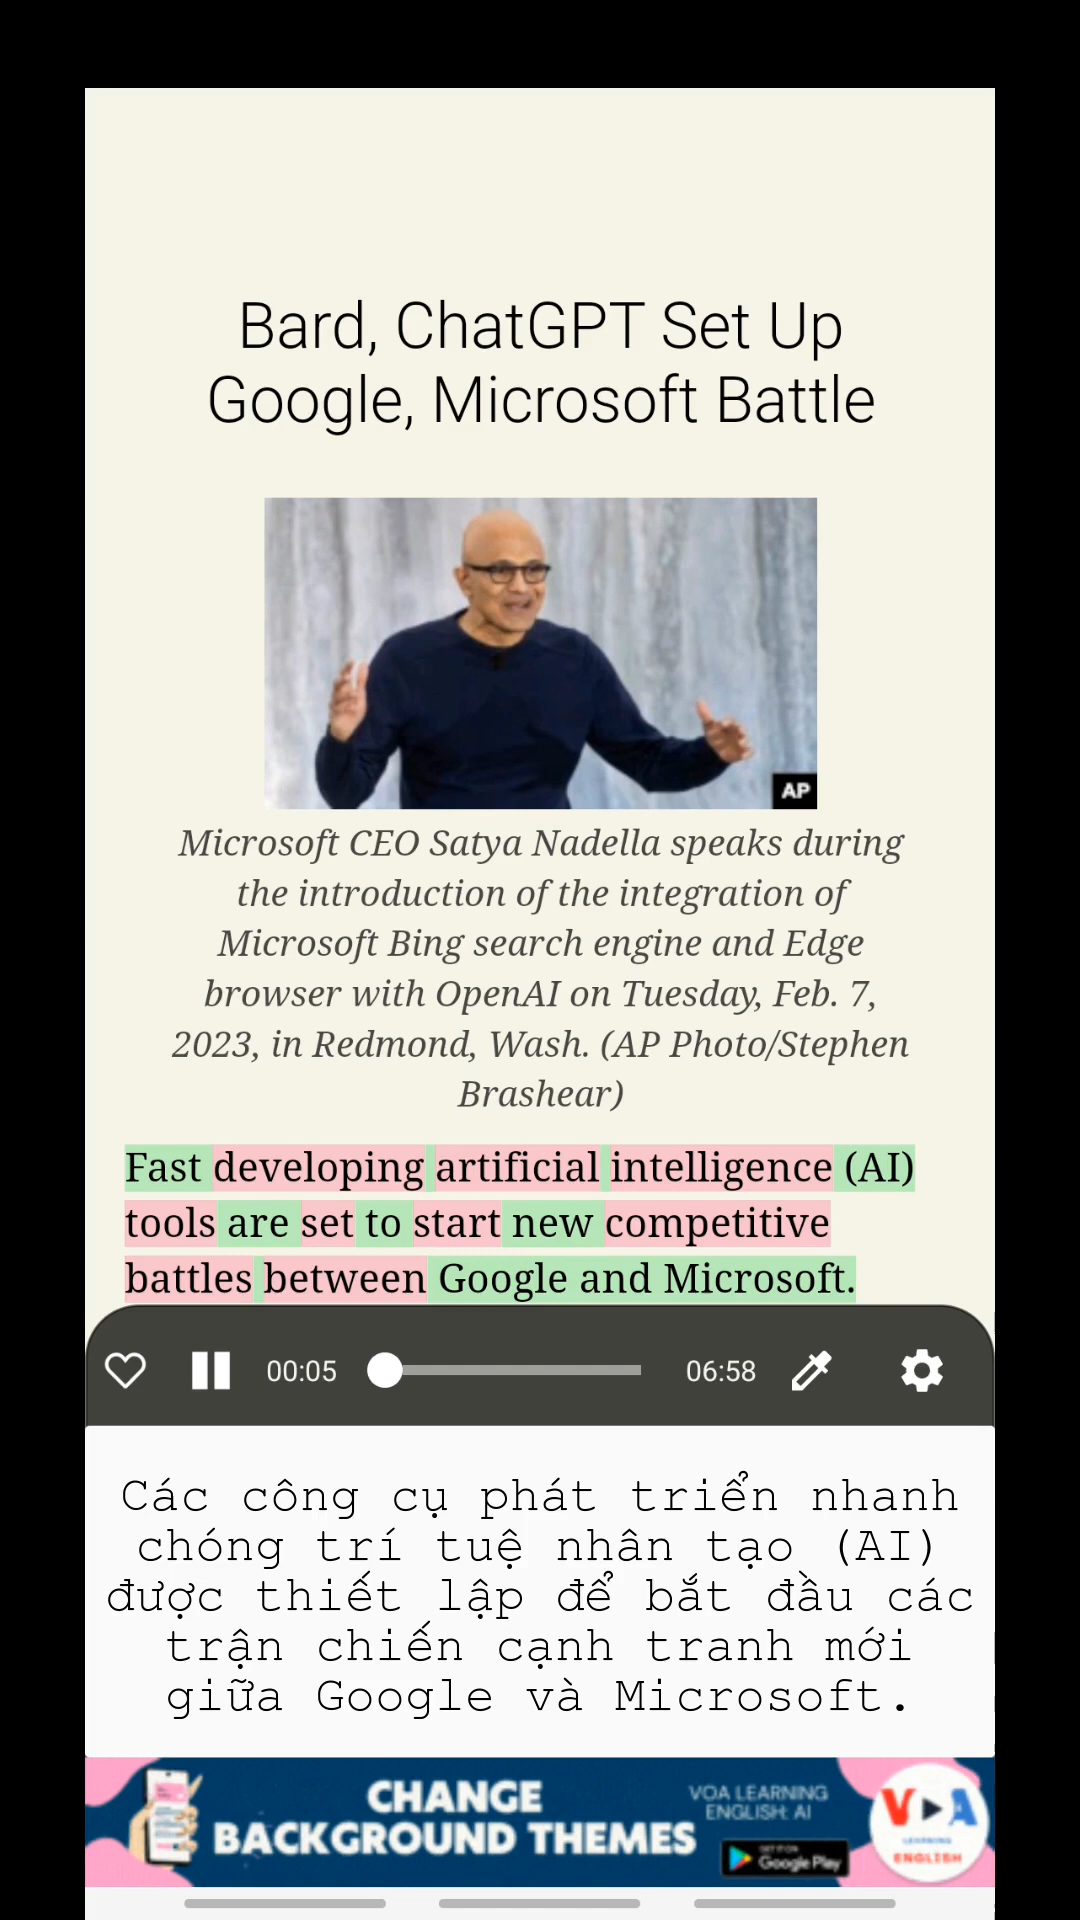 Bard, ChatGPT Set Up
Google, Microsoft Battle
AP
Microsoft CEO Satya Nadella speaks during
the introduction of the integration of
Microsoft Bing search engine and Edge
browser with OpenAI on Tuesday, Feb. 7,
2023, in Redmond, Wash. (AP Photo/Stephen
Brashear)
Fast developing artificial intelligence (AI)
tools are set to start new competitive
battles between Google and Microsoft.
00:05
06:58
Các công cụ phát triển nhanh
chóng trí tuệ nhân tạo (AI)
được thiết lập để bắt đầu các
trận chiến cạnh tranh mới
giữa Google và Microsoft.
CHANGE
BACKGROUND THEMES
VOA LEARNING
ENGLISH: AI
GET IT ON
Google Play
VOA
LEARNING
ENGLISH